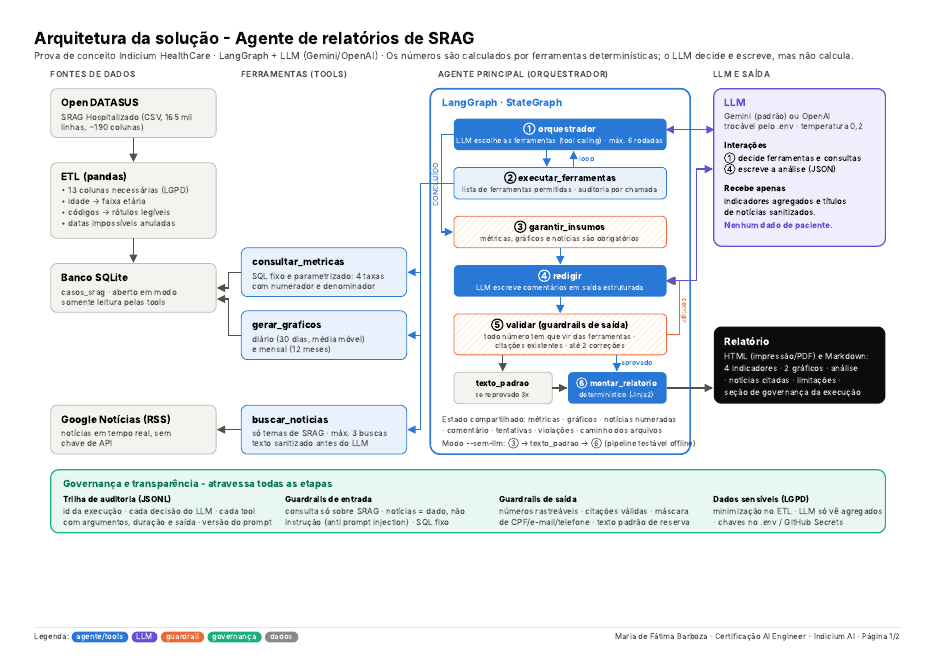 Arquitetura da solução - Agente de relatórios de SRAG
Prova de conceito Indicium HealthCare · LangGraph + LLM (Gemini/OpenAI) · Os números são calculados por ferramentas determinísticas; o LLM decide e escreve, mas não calcula.
FONTES DE DADOS
FERRAMENTAS (TOOLS)
AGENTE PRINCIPAL (ORQUESTRADOR)
LLM E SAÍDA
Open DATASUS
SRAG Hospitalizado (CSV, 165 mil
linhas, ~190 colunas)
ETL (pandas)
• 13 colunas necessárias (LGPD)
• idade → faixa etária
• códigos → rótulos legíveis
• datas impossíveis anuladas
Banco SQLite
casos_srag · aberto em modo
somente leitura pelas tools
Google Notícias (RSS)
notícias em tempo real, sem
chave de API
consultar_metricas
SQL fixo e parametrizado: 4 taxas
com numerador e denominador
gerar_graficos
diário (30 dias, média móvel)
e mensal (12 meses)
buscar_noticias
só temas de SRAG · máx. 3 buscas
texto sanitizado antes do LLM
LangGraph · StateGraph
① orquestrador
LLM escolhe as ferramentas (tool calling) · máx. 6 rodadas
loop
CONCLUÍDO
② executar_ferramentas
lista de ferramentas permitidas · auditoria por chamada
③ garantir_insumos
métricas, gráficos e notícias são obrigatórios
④ redigir
LLM escreve comentários em saída estruturada
corrigir
⑤ validar (guardrails de saída)
todo número tem que vir das ferramentas ·
citações existentes · até 2 correções
aprovado
texto_padrao
se reprovado 3x
⑥ montar_relatorio
determinístico (Jinja2)
Estado compartilhado: métricas · gráficos · notícias numeradas
· comentário · tentativas · violações · caminho dos arquivos
Modo --sem-llm: ③ → texto_padrao → ⑥ (pipeline testável offline)
LLM
Gemini (padrão) ou OpenAI
trocável pelo .env · temperatura 0,2
Interações
① decide ferramentas e consultas
④ escreve a análise (JSON)
Recebe apenas
indicadores agregados e títulos
de notícias sanitizados.
Nenhum dado de paciente.
Relatório
HTML (impressão/PDF) e Markdown:
4 indicadores · 2 gráficos · análise
· notícias citadas · limitações ·
seção de governança da execução
Governança e transparência - atravessa todas as etapas
Trilha de auditoria (JSONL)
id da execução · cada decisão do LLM · cada tool
com argumentos, duração e saída · versão do prompt
Guardrails de entrada
consulta só sobre SRAG · notícias = dado, não
instrução (anti prompt injection) · SQL fixo
Guardrails de saída
números rastreáveis · citações válidas · máscara
de CPF/e-mail/telefone · texto padrão de reserva
Dados sensíveis (LGPD)
minimização no ETL · LLM só vê agregados
· chaves no .env / GitHub Secrets
Legenda: agente/tools LLM guardrail governança dados
Maria de Fátima Barboza · Certificação AI Engineer - Indicium AI · Página 1/2